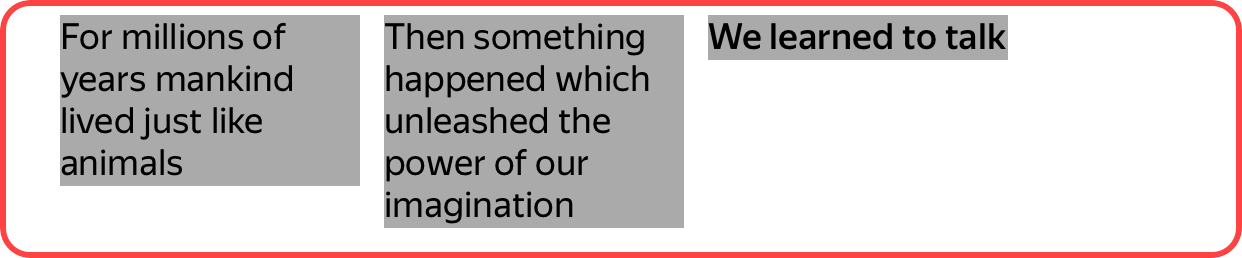 For millions of
years mankind
lived just like
animals
Then something
happened which
unleashed the
power of our
imagination
We learned to talk